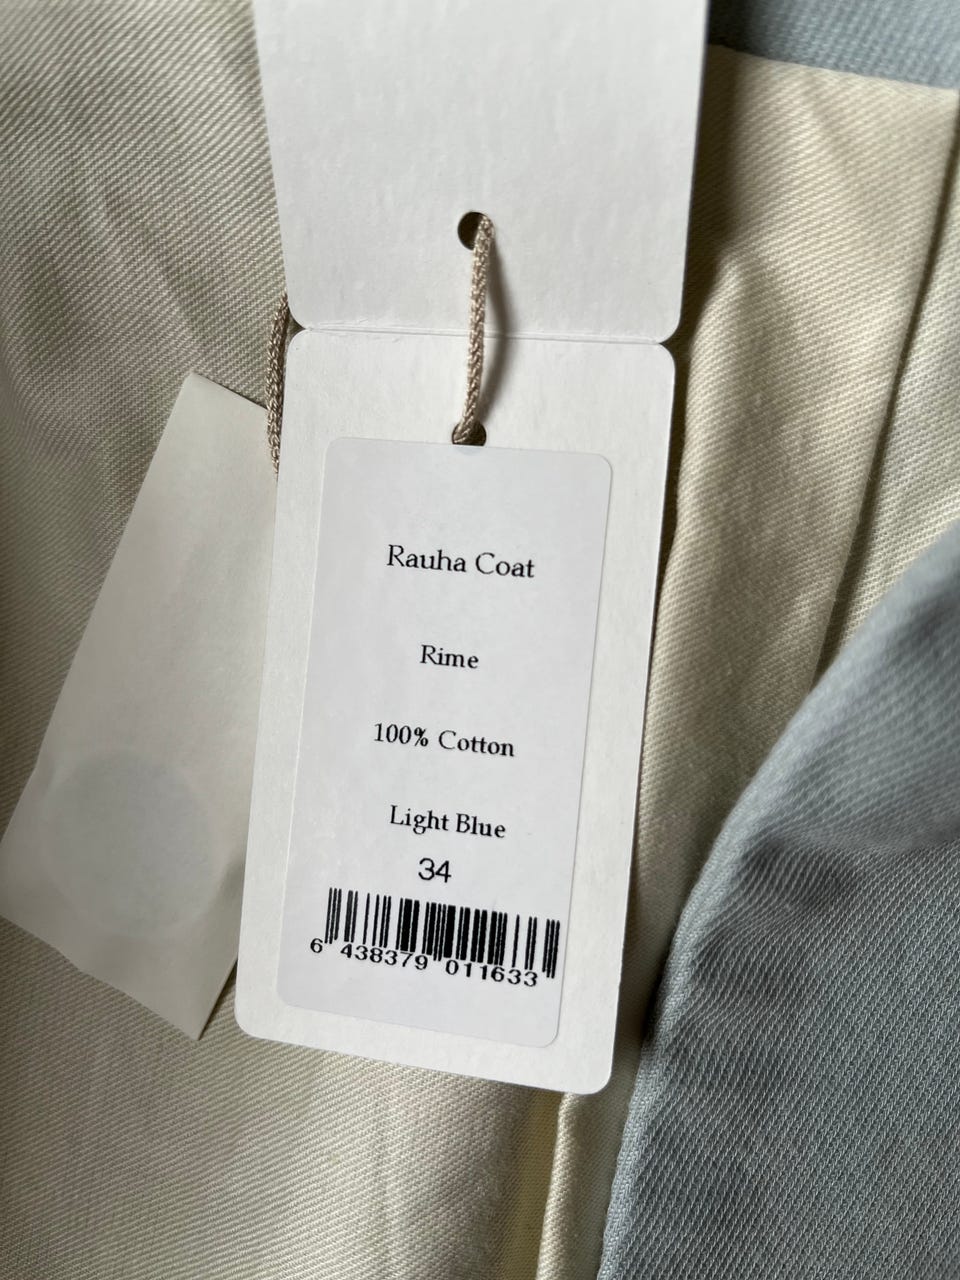 Rauha Coat
Rime
100% Cotton
Light Blue
34
6 438379 011633